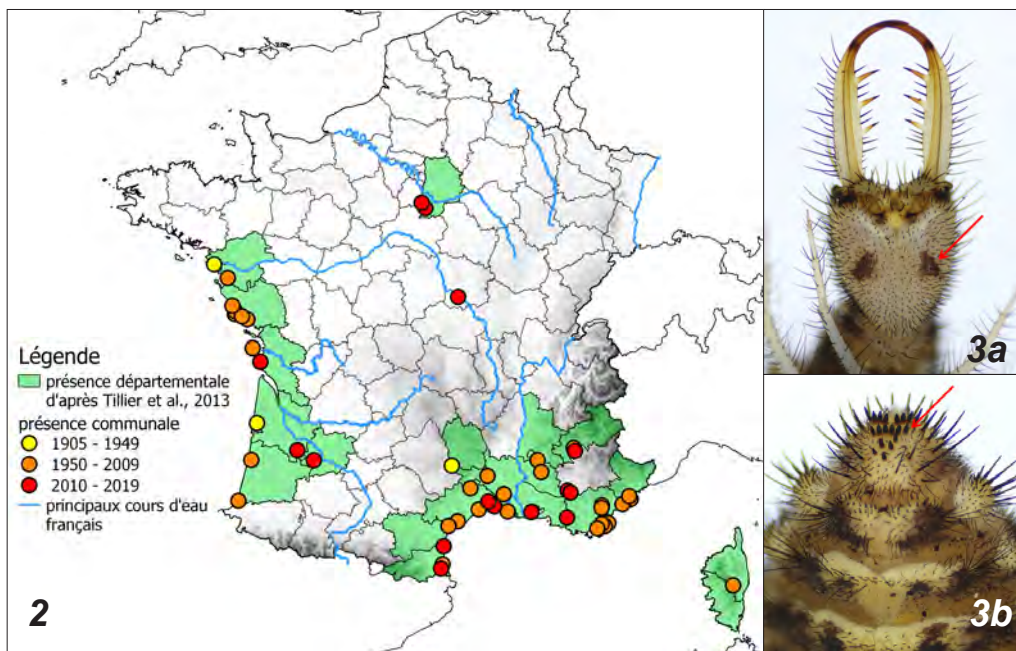 Légende
présence départementale
d'après Tillier et al., 2013
présence communale
1905 - 1949
1950 - 2009
2010 - 2019
principaux cours d'eau
français
2
3a
3b